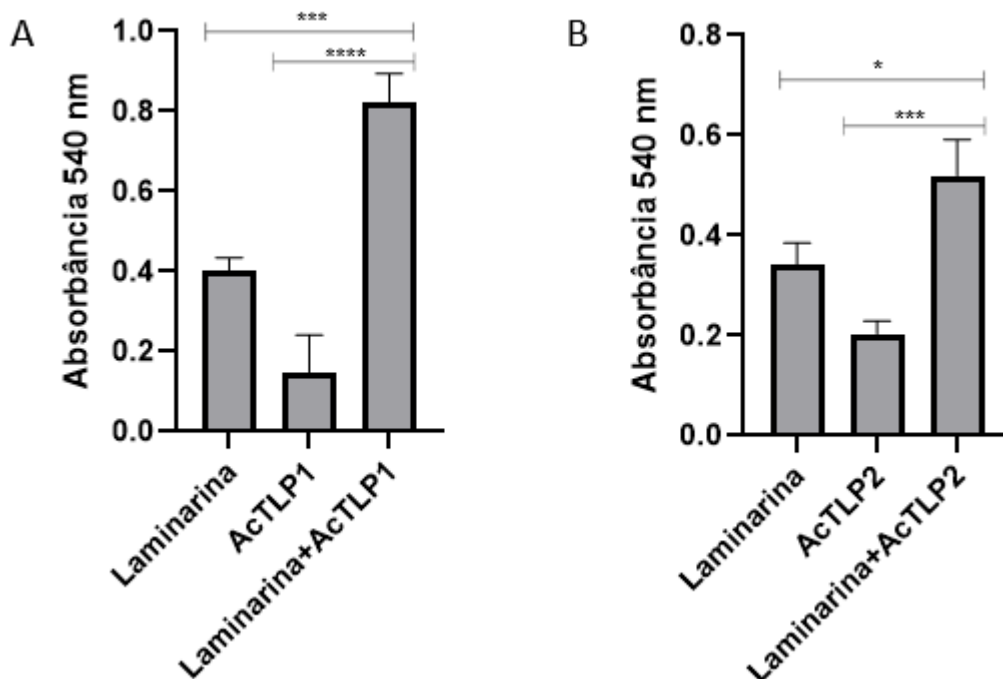 A
Absorbância 540 nm
1.0
0.8
0.6
0.4
0.2
0.0
***
****
Laminarina
AcTLP1
Laminarina+AcTLP1
B
Absorbância 540 nm
0.8
0.6
0.4
0.2
0.0
*
***
Laminarina
AcTLP2
Laminarina+AcTLP2